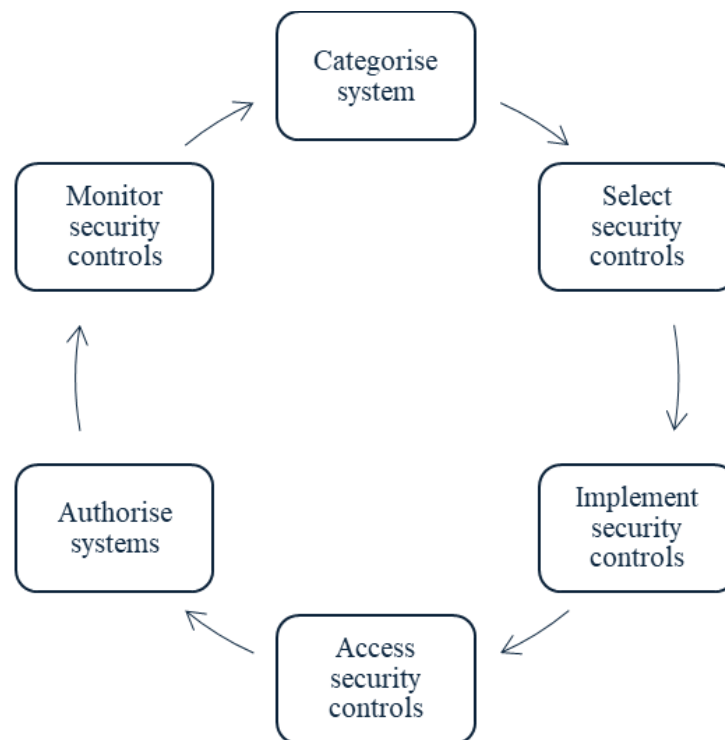 Categorise
system
Select
security
controls
Implement
security
controls
Access
security
controls
Authorise
systems
Monitor
security
controls